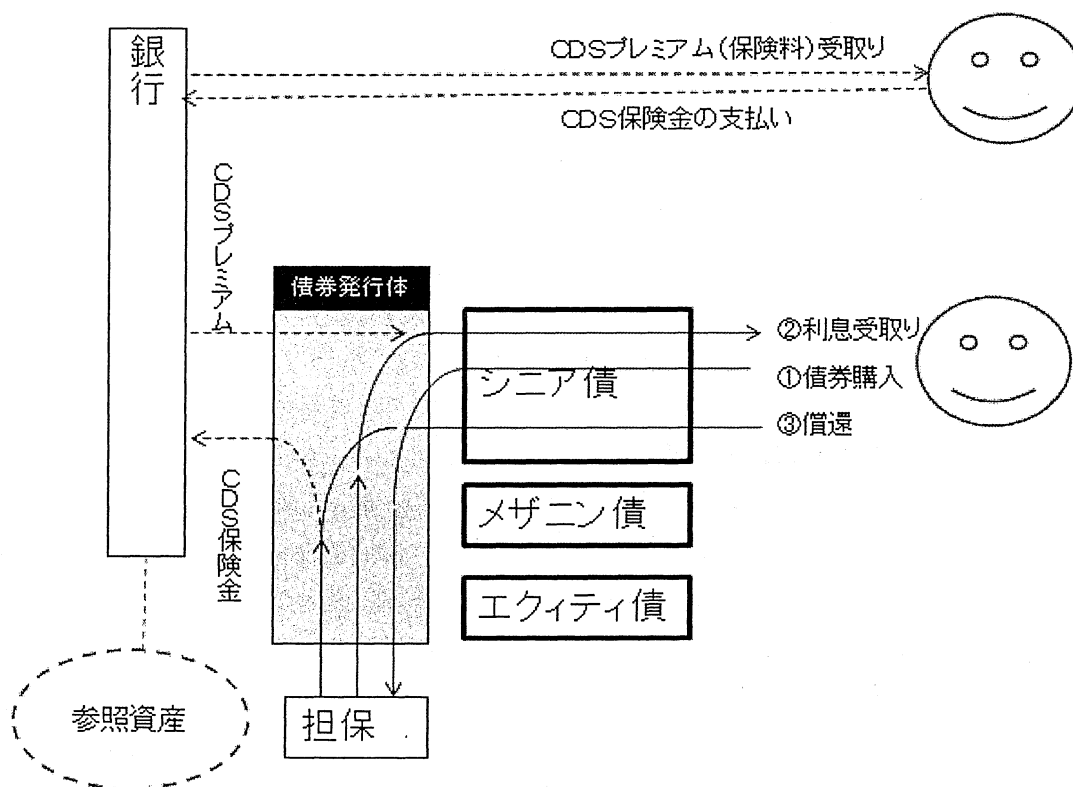 銀行
CDSプレミアム(保険料)受取り
CDS保険金の支払い
CDSプレミアム
債券発行体
シニア債
②利息受取り
①債券購入
③償還
CDS保険金
メザニン債
エクィティ債
参照資産
担保